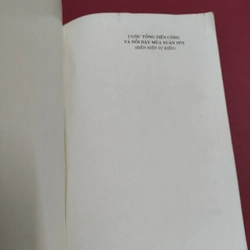 CUỘC TỔNG TIẾN CÔNG
VÀ NỔI DẬY MÙA XUÂN 1975
(BIÊN NIÊN SỰ KIỆN)